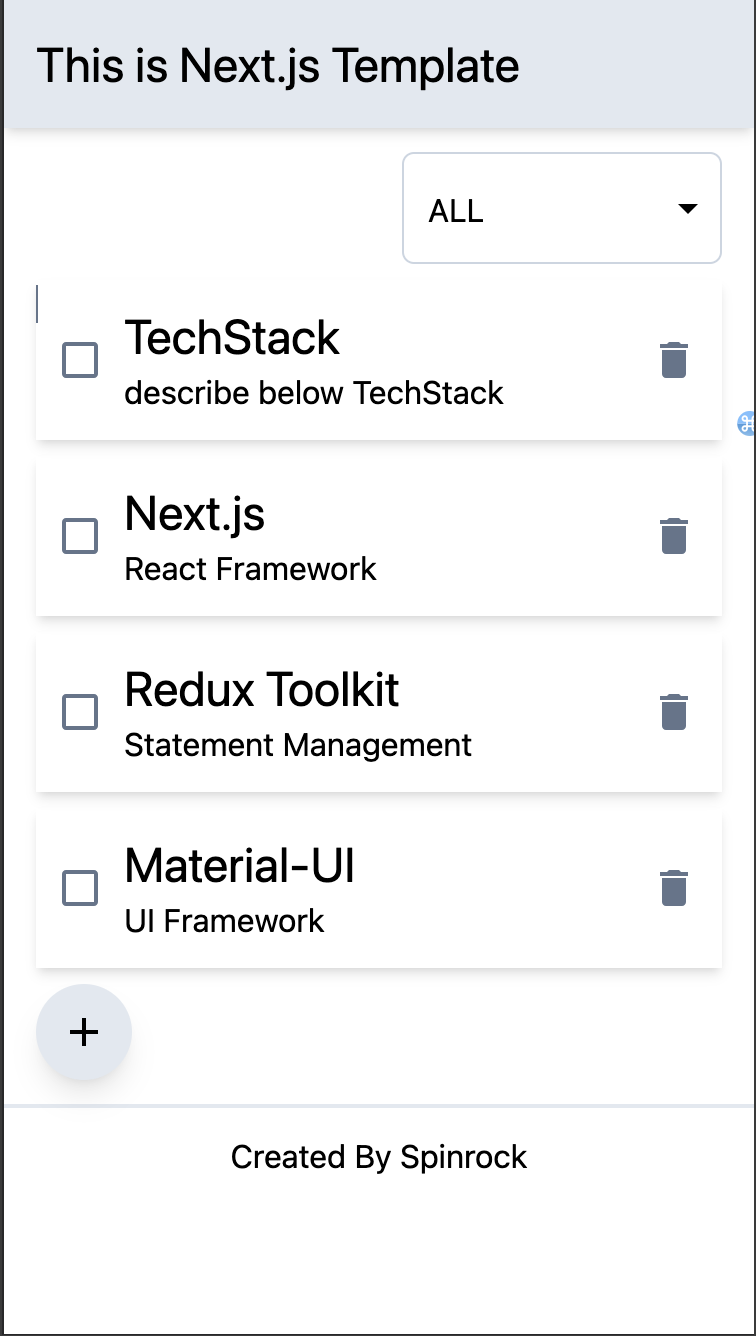 This is Next.js Template
ALL
TechStack
describe below TechStack
Next.js
React Framework
Redux Toolkit
Statement Management
Material-UI
UI Framework
Created By Spinrock